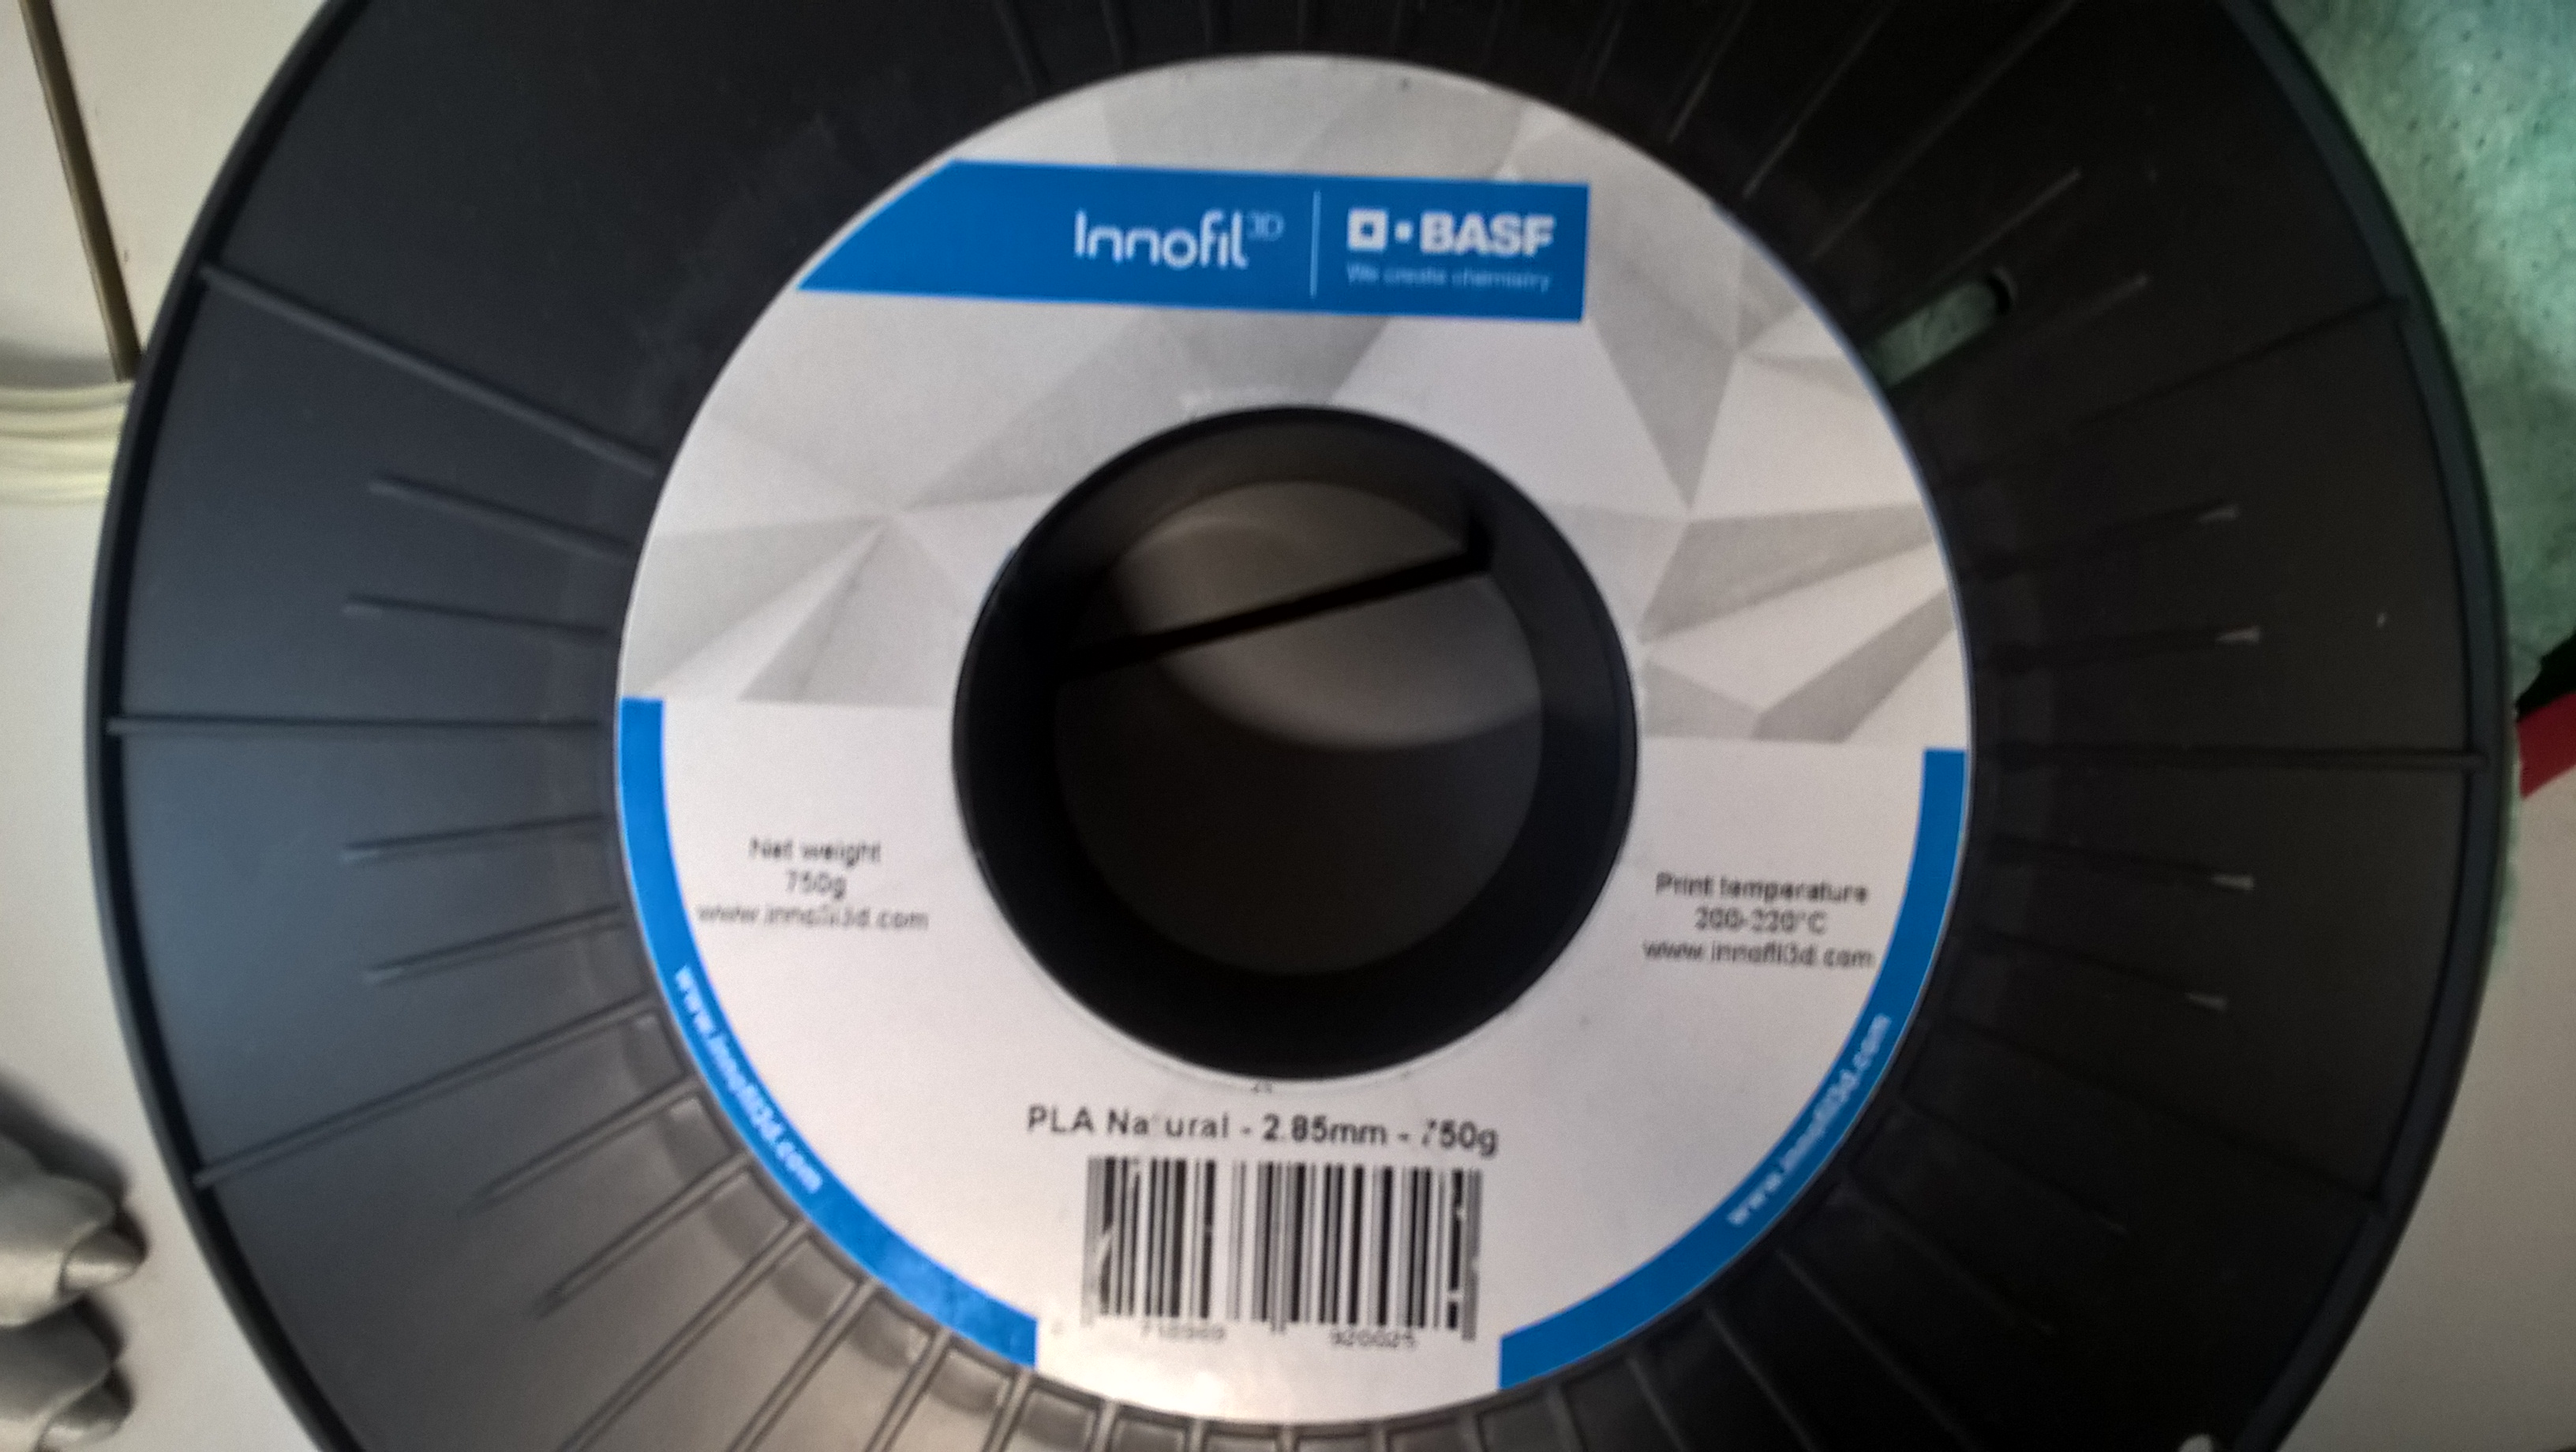 Innofil3D
BASF
We create chemistry
Net weight
750g
www.innofil3d.com
Print temperature
200-220°C
www.innofil3d.com
PLA Natural - 2.85mm - 750g
www.innofil3d.com
www.innofil3d.com